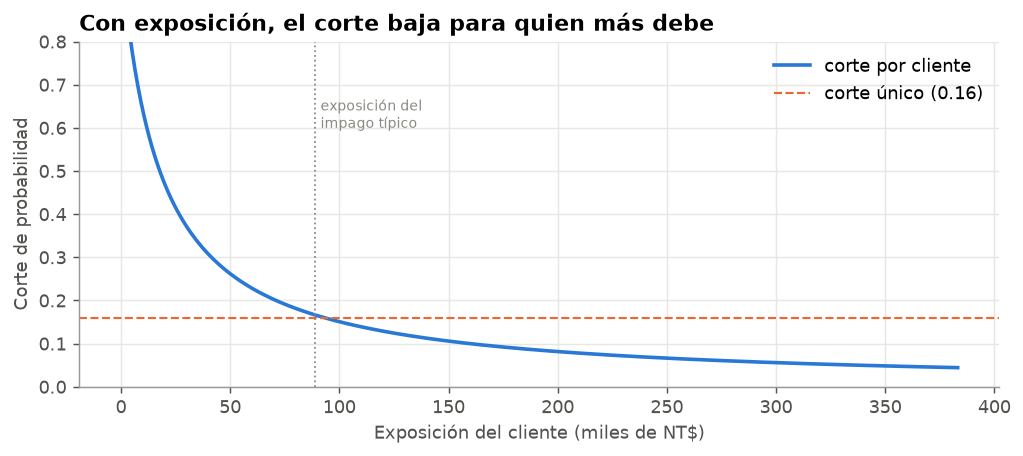 Con exposición, el corte baja para quien más debe
corte por cliente
corte único (0.16)
exposición del
impago típico
Corte de probabilidad
0.8
0.7
0.6
0.5
0.4
0.3
0.2
0.1
0.0
0
50
100
150
200
250
300
350
400
Exposición del cliente (miles de NT$)